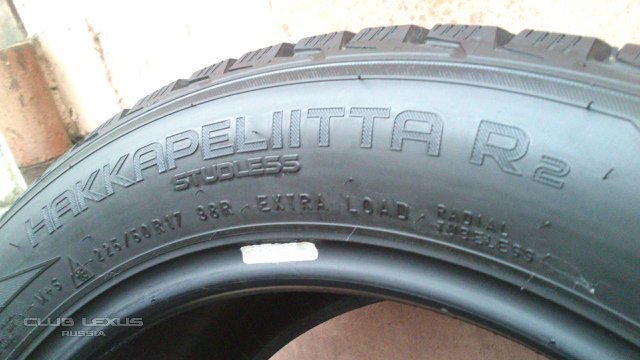 HAKKAPELIITTA R2
STUDLESS
M+S 225/50R17 98R EXTRA LOAD RADIAL TUBELESS
CLUB LEXUS
RUSSIA